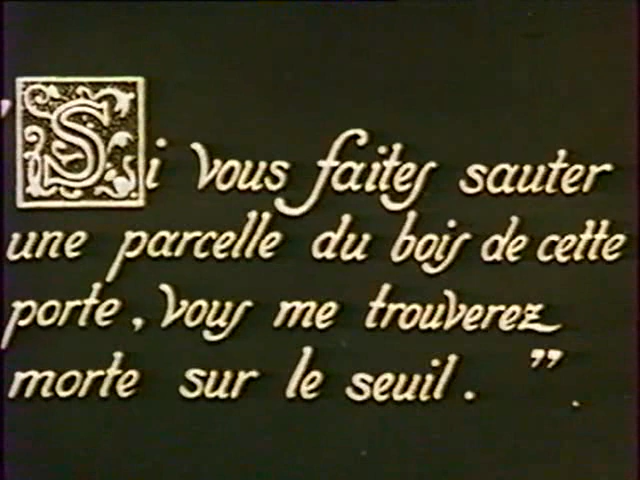 "Si vous faites sauter
une parcelle du bois de cette
porte, vous me trouverez
morte sur le seuil."